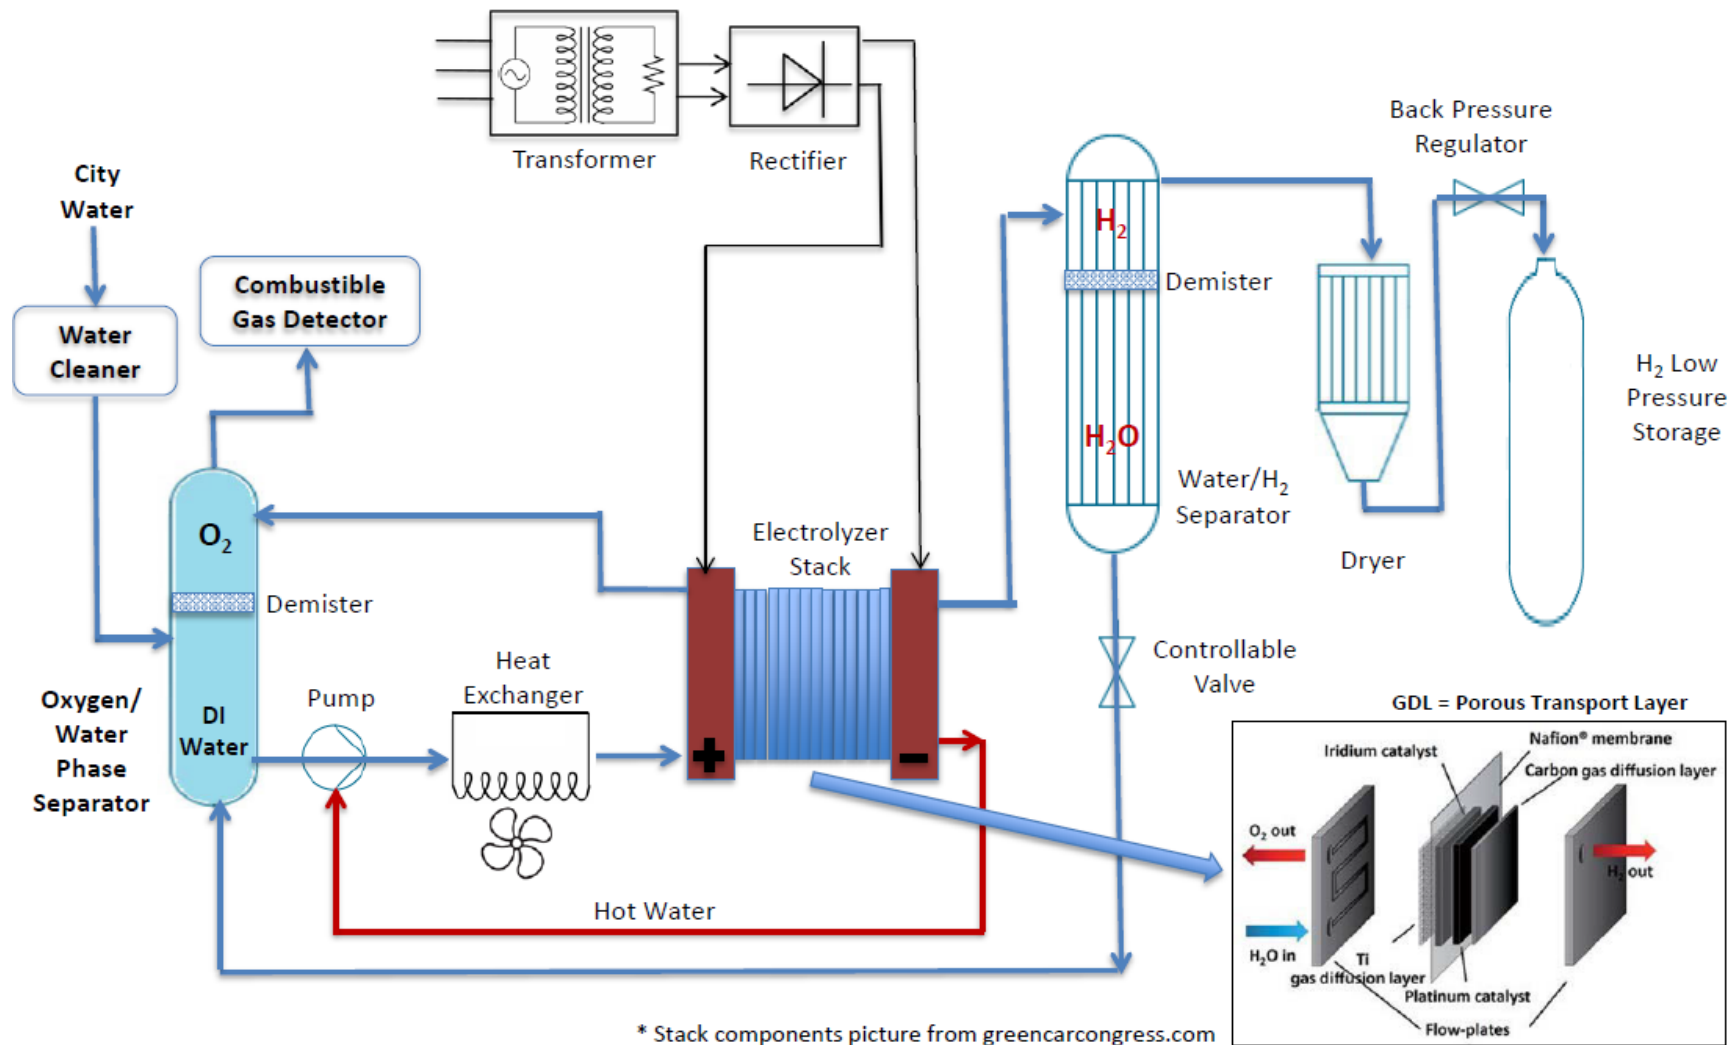 Transformer
Rectifier
Back Pressure
Regulator
City
Water
Combustible
Gas Detector
Water
Cleaner
H₂
Demister
H₂O
H₂ Low
Pressure
Storage
Water/H₂
Separator
Dryer
O₂
Demister
Electrolyzer
Stack
Heat
Exchanger
Pump
Controllable
Valve
Oxygen/
Water
Phase
Separator
DI
Water
+
-
Hot Water
GDL = Porous Transport Layer
Nafion® membrane
Iridium catalyst
Carbon gas diffusion layer
O₂ out
H₂ out
H₂O in
Ti
gas diffusion layer
Platinum catalyst
Flow-plates
* Stack components picture from greencarcongress.com